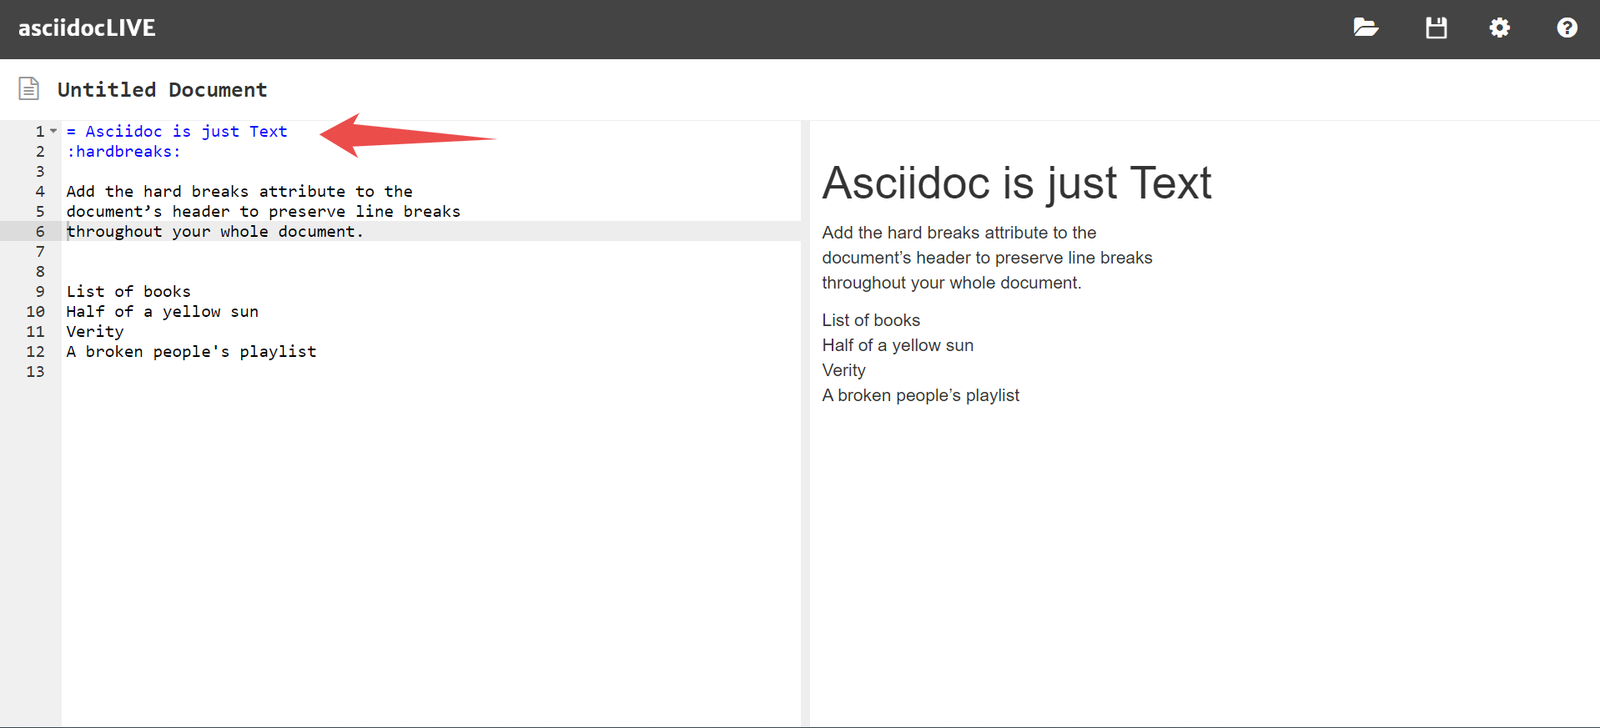 asciidocLIVE
Untitled Document
1 = Asciidoc is just Text
2 :hardbreaks:
3
4 Add the hard breaks attribute to the
5 document’s header to preserve line breaks
6 throughout your whole document.
7
8
9 List of books
10 Half of a yellow sun
11 Verity
12 A broken people's playlist
13
Asciidoc is just Text
Add the hard breaks attribute to the
document’s header to preserve line breaks
throughout your whole document.
List of books
Half of a yellow sun
Verity
A broken people’s playlist